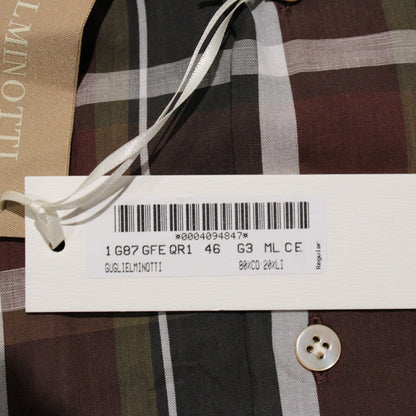 LMINOTTI
*0004094847*
1 G87 GFE QR1 46 G3 ML CE
GUGLIELMINOTTI 80%CO 20%LI
Regular